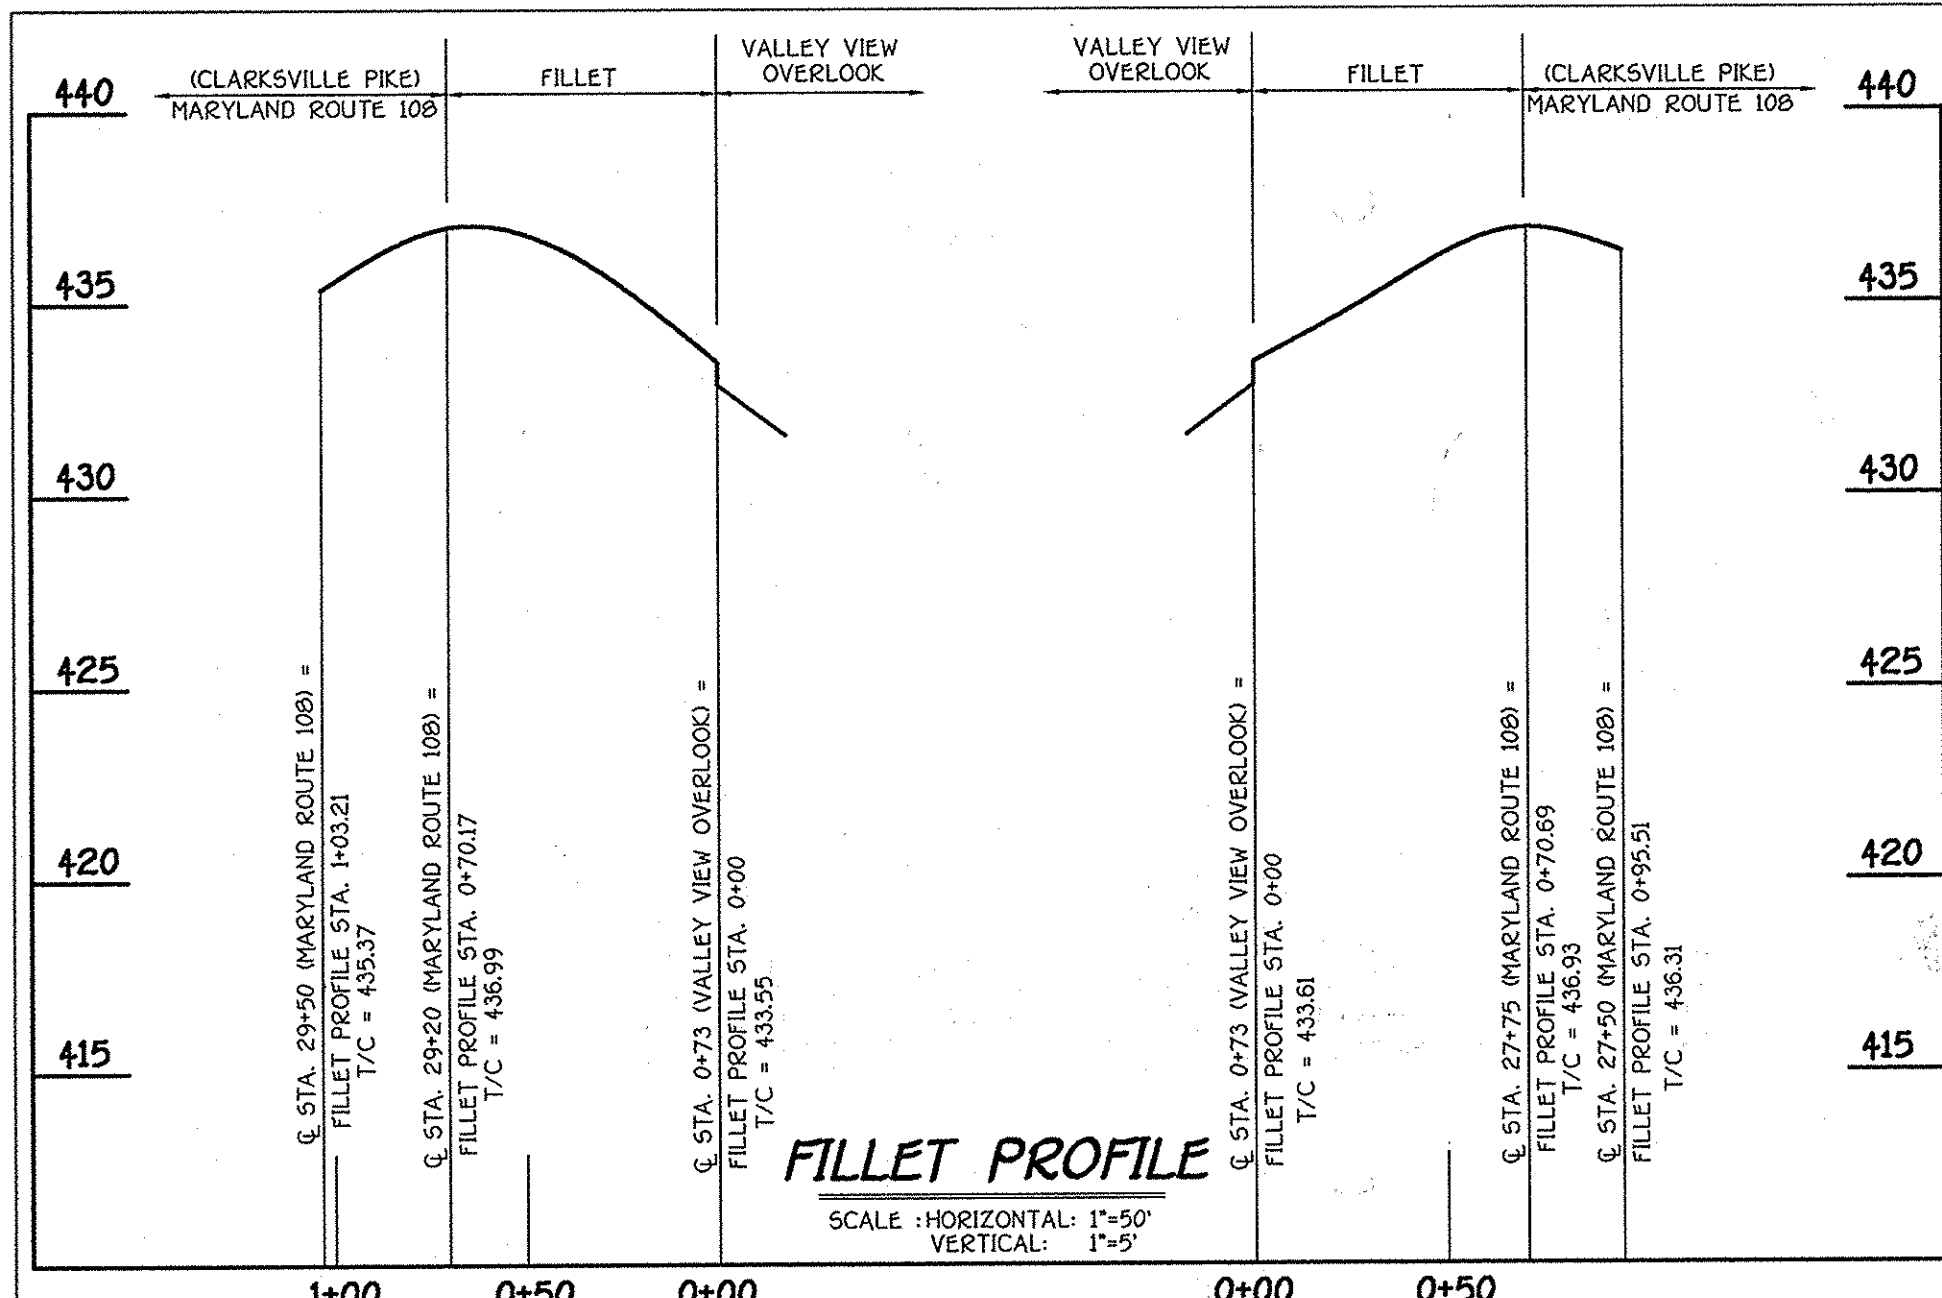 VALLEY VIEW
OVERLOOK
VALLEY VIEW
OVERLOOK
(CLARKSVILLE PIKE)
MARYLAND ROUTE 108
FILLET
FILLET
(CLARKSVILLE PIKE)
MARYLAND ROUTE 108
440
440
435
435
430
430
425
425
420
420
415
415
℄ STA. 29+50 (MARYLAND ROUTE 108) =
FILLET PROFILE STA. 1+03.21
T/C = 435.37
℄ STA. 29+20 (MARYLAND ROUTE 108) =
FILLET PROFILE STA. 0+70.17
T/C = 436.99
℄ STA. 0+73 (VALLEY VIEW OVERLOOK) =
FILLET PROFILE STA. 0+00
T/C = 433.55
℄ STA. 0+73 (VALLEY VIEW OVERLOOK) =
FILLET PROFILE STA. 0+00
T/C = 433.61
℄ STA. 27+75 (MARYLAND ROUTE 108) =
FILLET PROFILE STA. 0+70.69
T/C = 436.93
℄ STA. 27+50 (MARYLAND ROUTE 108) =
FILLET PROFILE STA. 0+95.51
T/C = 436.31
FILLET PROFILE
SCALE : HORIZONTAL: 1"=50'
VERTICAL: 1"=5'
1+00
0+50
0+00
0+00
0+50